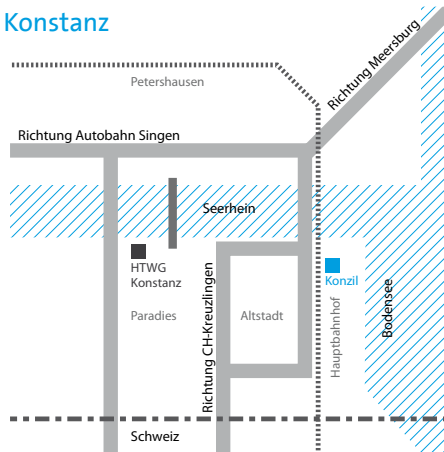 Konstanz
Petershausen
Richtung Meersburg
Richtung Autobahn Singen
Seerhein
HTWG
Konstanz
Konzil
Paradies
Richtung CH-Kreuzlingen
Altstadt
Hauptbahnhof
Bodensee
Schweiz